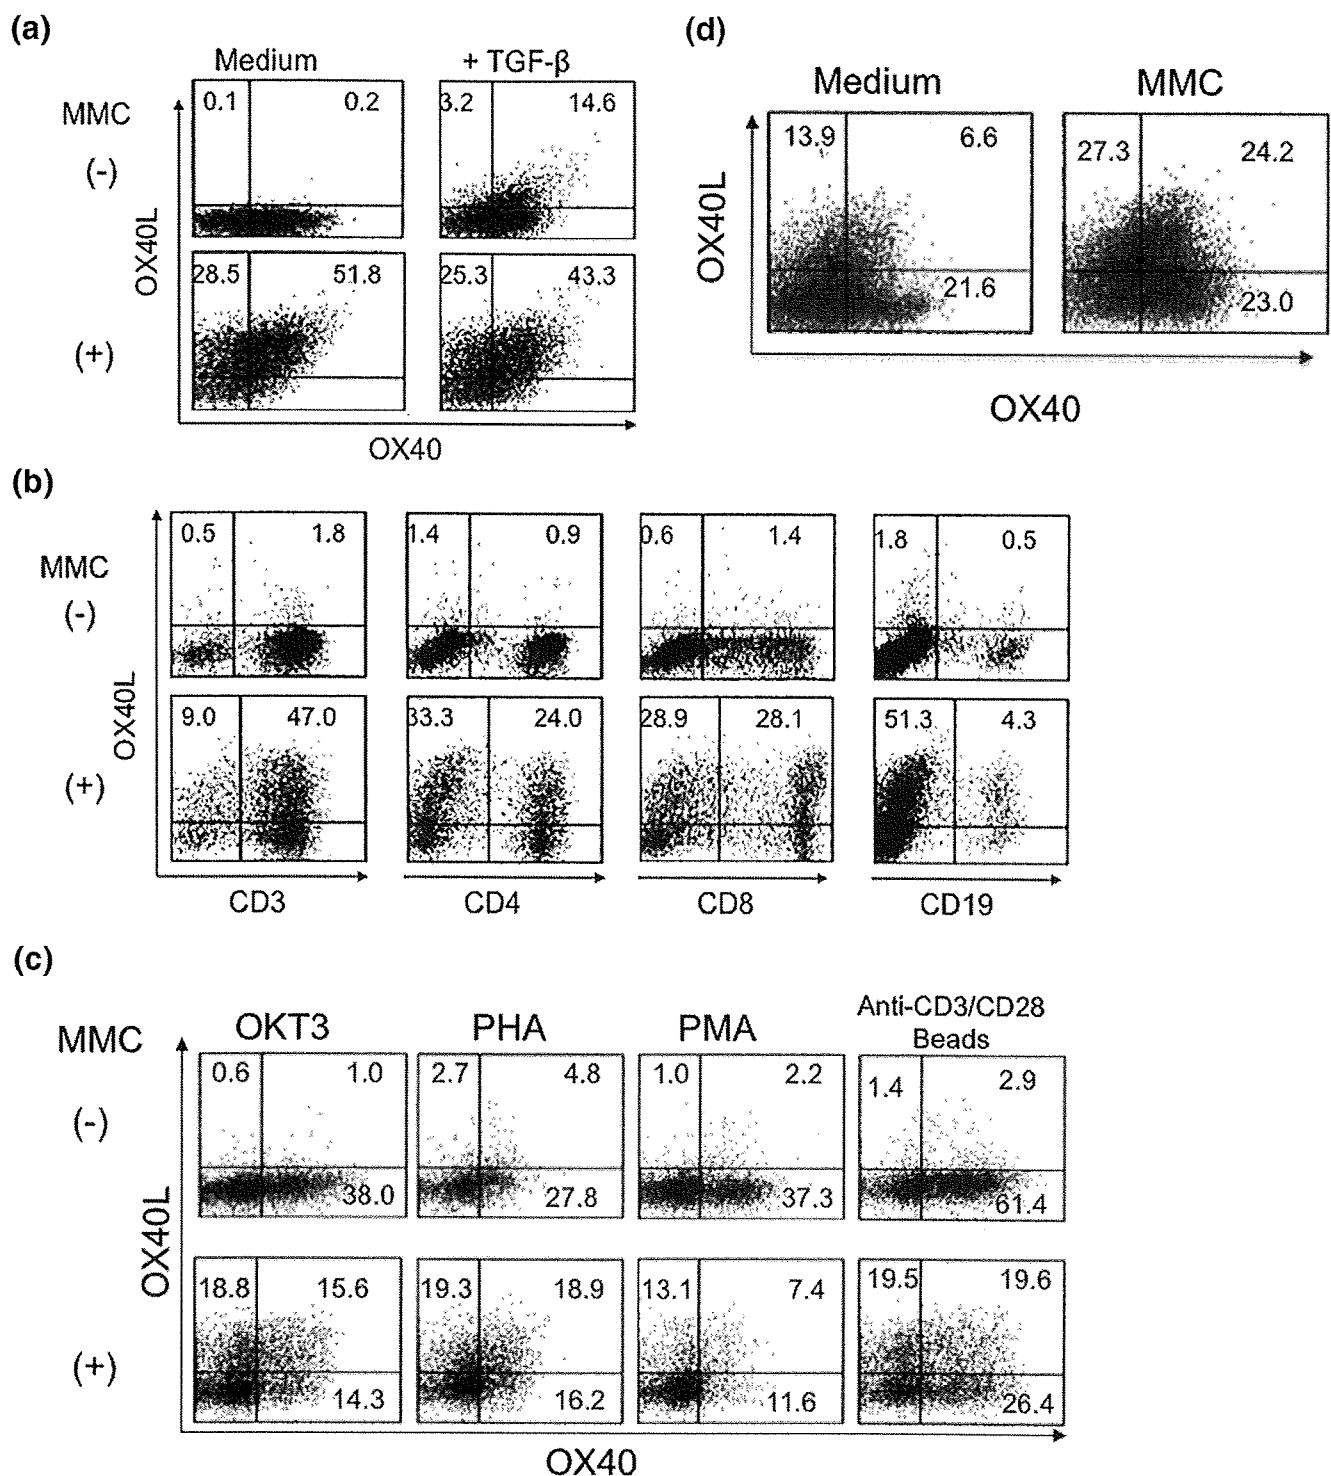 (a)
Medium
+ TGF-β
MMC
(-)
0.1 0.2
3.2 14.6
(+)
28.5 51.8
25.3 43.3
OX40L
OX40
(d)
Medium
MMC
13.9 6.6
21.6
27.3 24.2
23.0
OX40L
OX40
(b)
MMC
(-)
0.5 1.8
1.4 0.9
0.6 1.4
1.8 0.5
OX40L
(+)
9.0 47.0
33.3 24.0
28.9 28.1
51.3 4.3
CD3
CD4
CD8
CD19
(c)
MMC
OKT3
PHA
PMA
Anti-CD3/CD28
Beads
(-)
0.6 1.0
38.0
2.7 4.8
27.8
1.0 2.2
37.3
1.4 2.9
61.4
OX40L
(+)
18.8 15.6
14.3
19.3 18.9
16.2
13.1 7.4
11.6
19.5 19.6
26.4
OX40